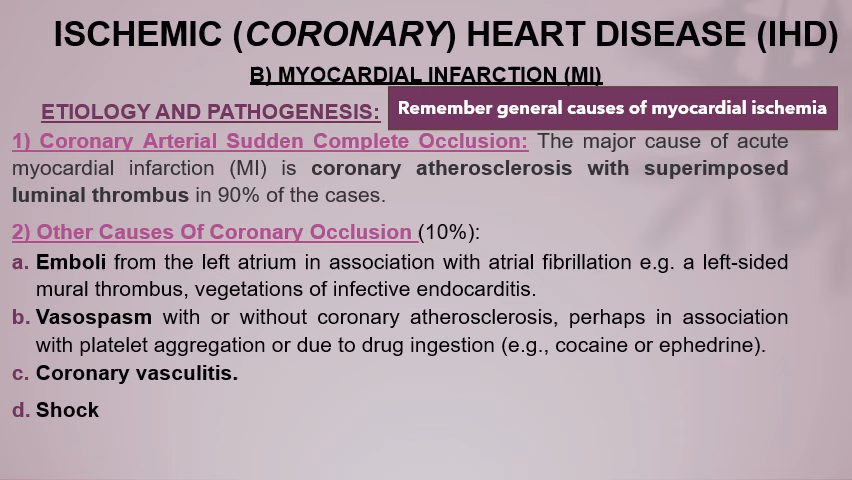 ISCHEMIC (CORONARY) HEART DISEASE (IHD)
B) MYOCARDIAL INFARCTION (MI)
ETIOLOGY AND PATHOGENESIS:
Remember general causes of myocardial ischemia
1) Coronary Arterial Sudden Complete Occlusion: The major cause of acute
myocardial infarction (MI) is coronary atherosclerosis with superimposed
luminal thrombus in 90% of the cases.
2) Other Causes Of Coronary Occlusion (10%):
a. Emboli from the left atrium in association with atrial fibrillation e.g. a left-sided
mural thrombus, vegetations of infective endocarditis.
b. Vasospasm with or without coronary atherosclerosis, perhaps in association
with platelet aggregation or due to drug ingestion (e.g., cocaine or ephedrine).
c. Coronary vasculitis.
d. Shock